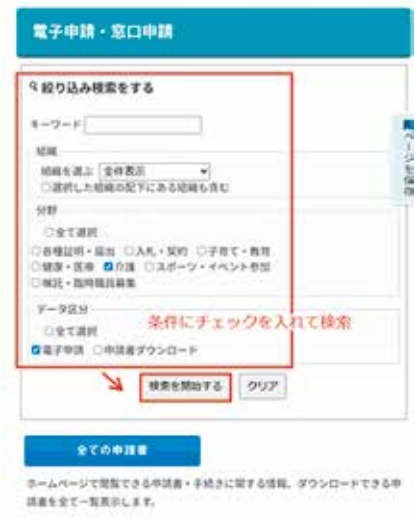 電子申請・窓口申請
絞り込み検索をする
キーワード
組織
組織を選ぶ 全体表示
選択した組織の配下にある組織も含む
分野
全て選択
各種証明・届出 入札・契約 子育て・教育
健康・医療 介護 スポーツ・イベント参加
嘱託・臨時職員募集
データ区分
全て選択
条件にチェックを入れて検索
電子申請 申請書ダウンロード
検索を開始する クリア
全ての申請書
ホームページで閲覧できる申請書・手続きに関する情報、ダウンロードできる申
請書を全て一覧表示します。